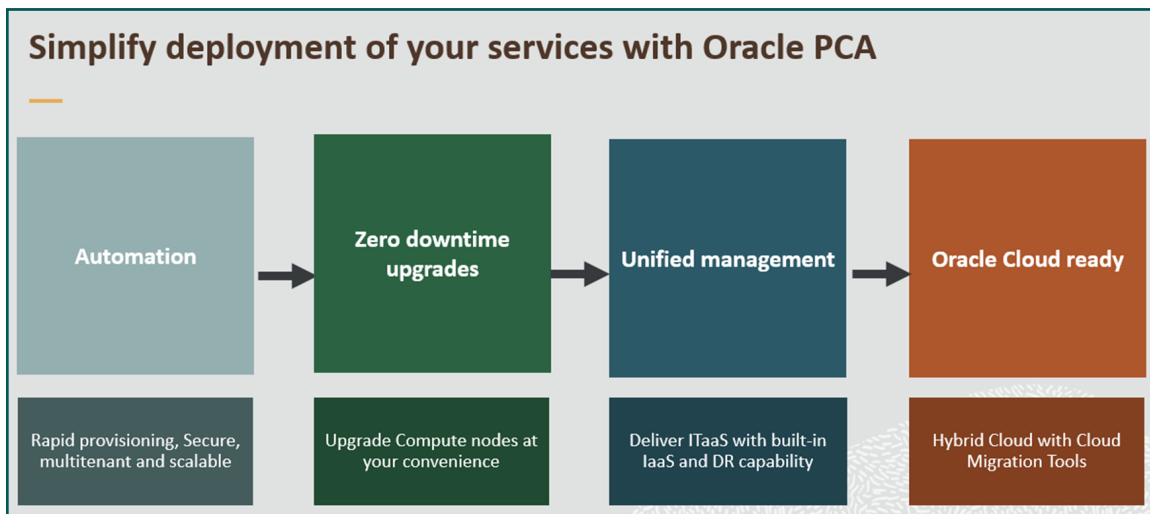 Simplify deployment of your services with Oracle PCA
Automation
Zero downtime
upgrades
Unified management
Oracle Cloud ready
Rapid provisioning, Secure,
multitenant and scalable
Upgrade Compute nodes at
your convenience
Deliver ITaaS with built-in
IaaS and DR capability
Hybrid Cloud with Cloud
Migration Tools